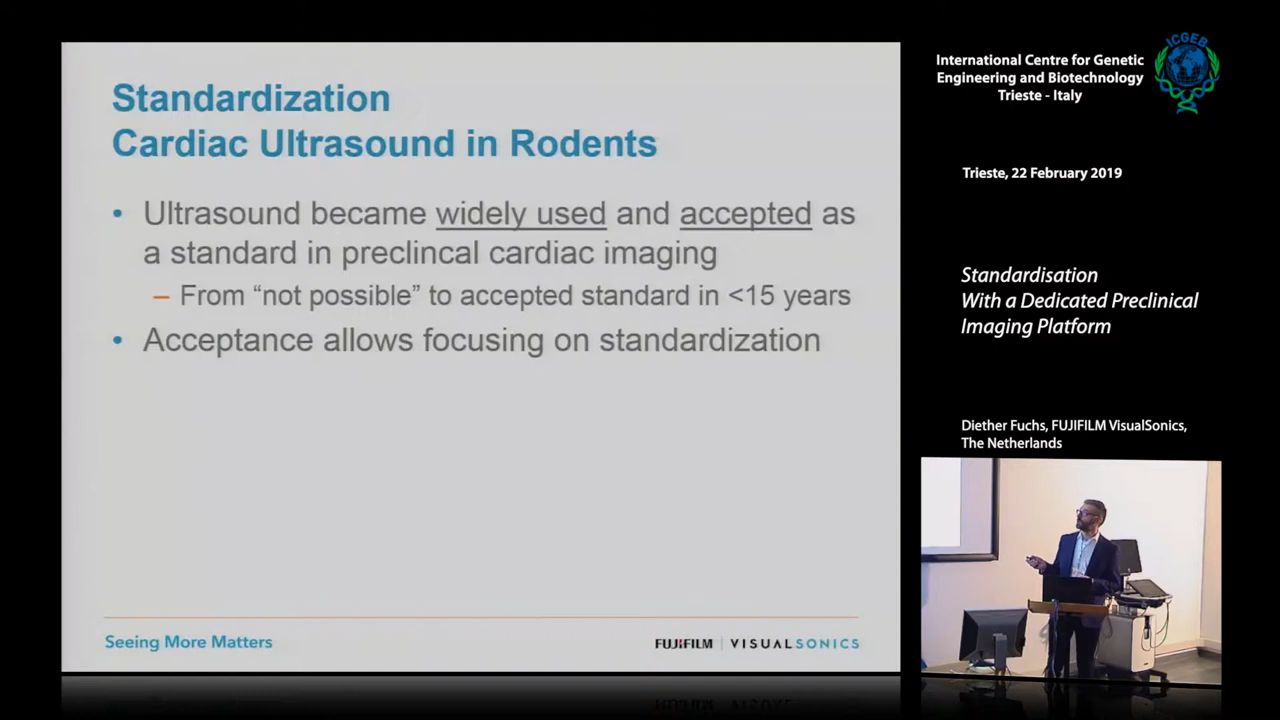 Standardization
Cardiac Ultrasound in Rodents
• Ultrasound became widely used and accepted as
a standard in preclincal cardiac imaging
– From “not possible” to accepted standard in <15 years
• Acceptance allows focusing on standardization
Seeing More Matters
FUJIFILM | VISUALSONICS
International Centre for Genetic
Engineering and Biotechnology
Trieste - Italy
ICGEB
Trieste, 22 February 2019
Standardisation
With a Dedicated Preclinical
Imaging Platform
Diether Fuchs, FUJIFILM VisualSonics,
The Netherlands